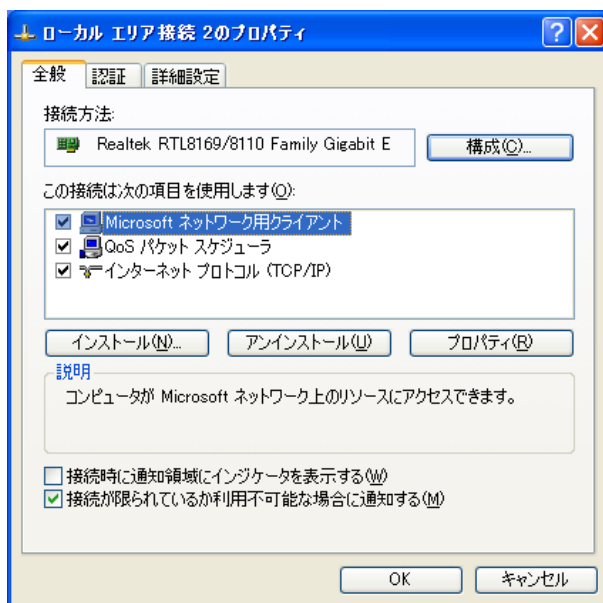 ローカル エリア接続 2のプロパティ
全般 認証 詳細設定
接続方法:
Realtek RTL8169/8110 Family Gigabit E 構成(C)...
この接続は次の項目を使用します(O):
Microsoft ネットワーク用クライアント
QoS パケット スケジューラ
インターネット プロトコル (TCP/IP)
インストール(N)... アンインストール(U) プロパティ(R)
説明
コンピュータが Microsoft ネットワーク上のリソースにアクセスできます。
接続時に通知領域にインジケータを表示する(W)
接続が限られているか利用不可能な場合に通知する(M)
OK キャンセル